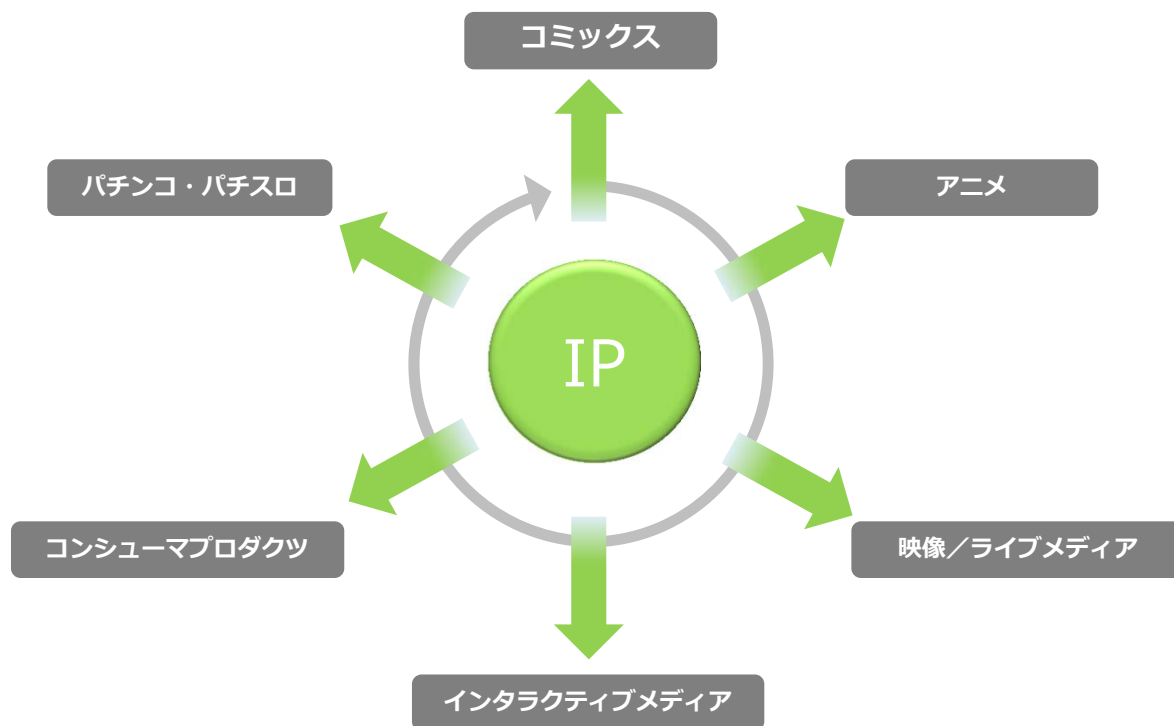 コミックス
パチンコ・パチスロ
アニメ
IP
コンシューマプロダクツ
映像／ライブメディア
インタラクティブメディア